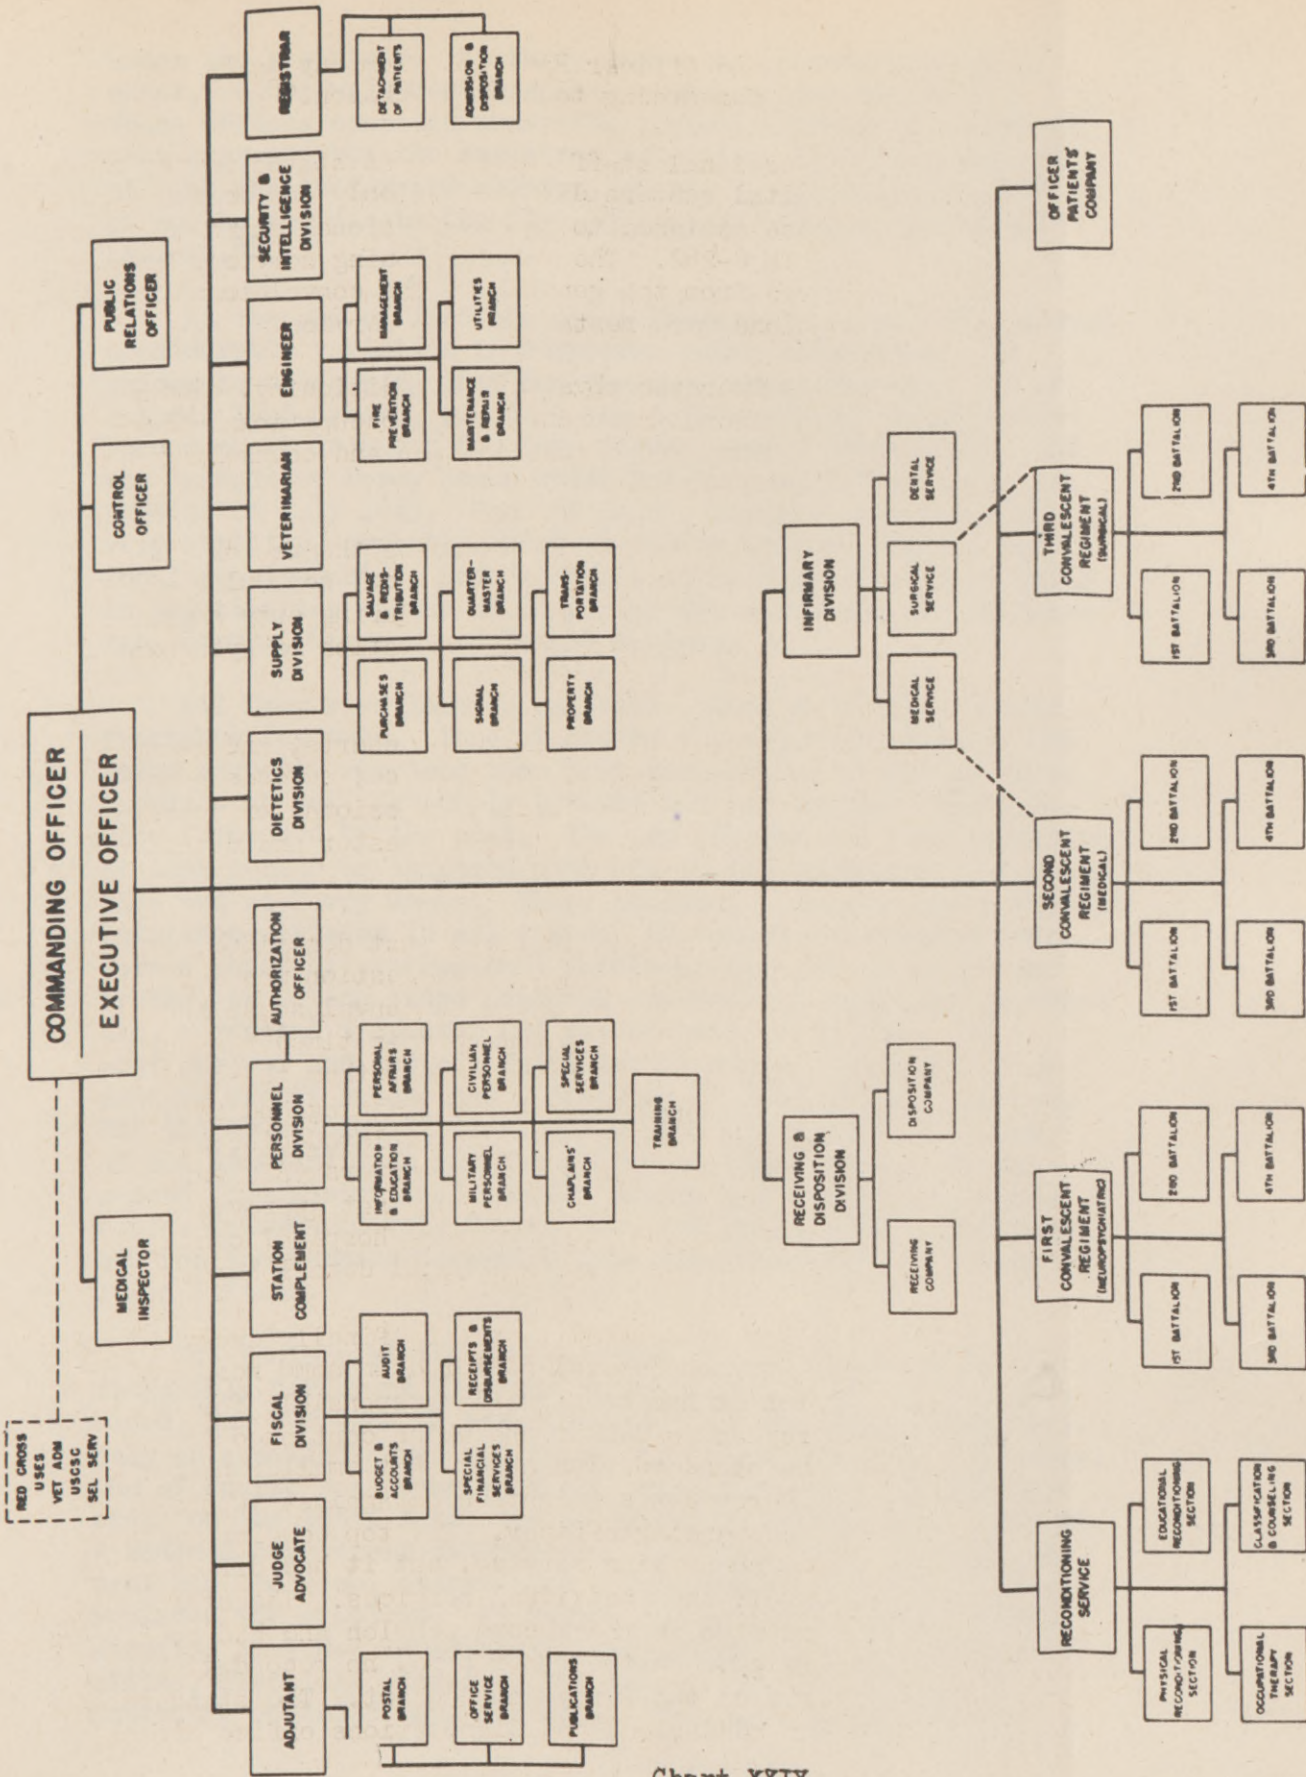 RED CROSS
USES
VET ADM
USCSC
SEL SERV
COMMANDING OFFICER
EXECUTIVE OFFICER
MEDICAL
INSPECTOR
CONTROL
OFFICER
PUBLIC
RELATIONS
OFFICER
ADJUTANT
POSTAL
BRANCH
OFFICE
SERVICE
BRANCH
PUBLICATIONS
BRANCH
JUDGE
ADVOCATE
FISCAL
DIVISION
BUDGET &
ACCOUNTS
BRANCH
AUDIT
BRANCH
SPECIAL
FINANCIAL
SERVICES
BRANCH
RECEIPTS &
DISBURSEMENTS
BRANCH
STATION
COMPLEMENT
PERSONNEL
DIVISION
AUTHORIZATION
OFFICER
INFORMATION
& EDUCATION
BRANCH
PERSONAL
AFFAIRS
BRANCH
MILITARY
PERSONNEL
BRANCH
CIVILIAN
PERSONNEL
BRANCH
CHAPLAINS'
BRANCH
SPECIAL
SERVICES
BRANCH
TRAINING
BRANCH
DIETETICS
DIVISION
SUPPLY
DIVISION
PURCHASES
BRANCH
SALVAGE
& REDIS-
TRIBUTION
BRANCH
SIGNAL
BRANCH
QUARTER-
MASTER
BRANCH
PROPERTY
BRANCH
TRANS-
PORTATION
BRANCH
VETERINARIAN
ENGINEER
FIRE
PREVENTION
BRANCH
MANAGEMENT
BRANCH
MAINTENANCE
& REPAIR
BRANCH
UTILITIES
BRANCH
SECURITY &
INTELLIGENCE
DIVISION
REGISTRAR
DETACHMENT
OF PATIENTS
ADMISSION &
DISPOSITION
BRANCH
RECEIVING &
DISPOSITION
DIVISION
RECEIVING
COMPANY
DISPOSITION
COMPANY
INFIRMARY
DIVISION
MEDICAL
SERVICE
SURGICAL
SERVICE
DENTAL
SERVICE
RECONDITIONING
SERVICE
PHYSICAL
RECONDITIONING
SECTION
EDUCATIONAL
RECONDITIONING
SECTION
OCCUPATIONAL
THERAPY
SECTION
CLASSIFICATION
& COUNSELING
SECTION
FIRST
CONVALESCENT
REGIMENT
(NEUROPSYCHIATRIC)
1ST BATTALION
2ND BATTALION
3RD BATTALION
4TH BATTALION
SECOND
CONVALESCENT
REGIMENT
(MEDICAL)
1ST BATTALION
2ND BATTALION
3RD BATTALION
4TH BATTALION
THIRD
CONVALESCENT
REGIMENT
(SURGICAL)
1ST BATTALION
2ND BATTALION
3RD BATTALION
4TH BATTALION
OFFICER
PATIENTS'
COMPANY
Chart XXIX